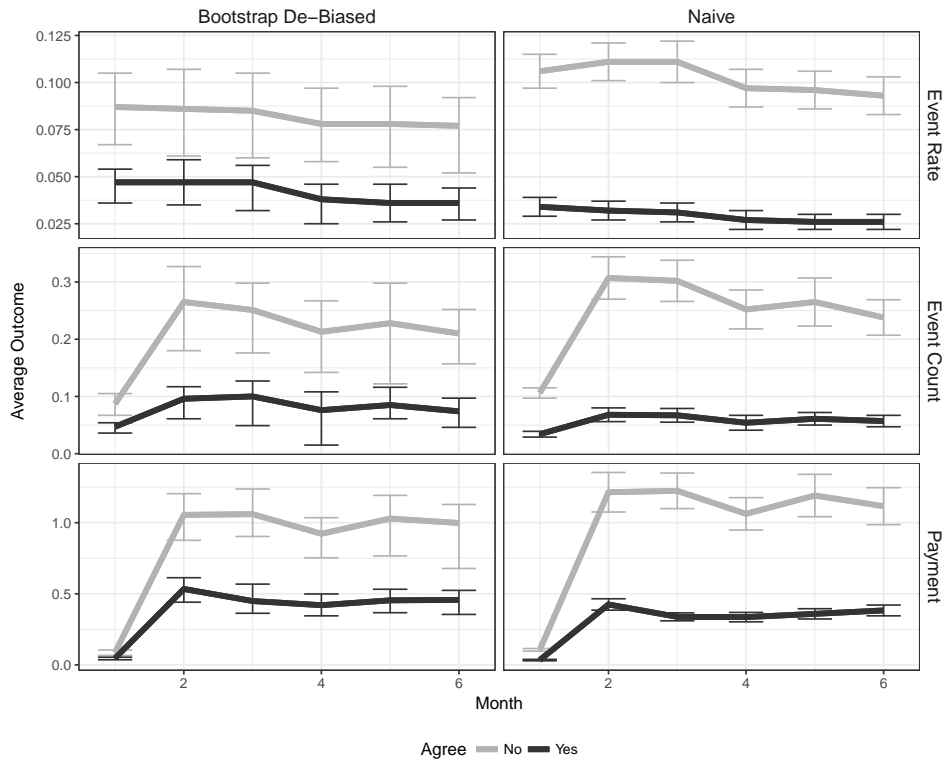 Bootstrap De−Biased
Naive
0.125
0.100
0.075
0.050
0.025
Event Rate
0.3
0.2
0.1
0.0
Event Count
1.0
0.5
0.0
Payment
Average Outcome
2
4
6
2
4
6
Month
Agree No Yes